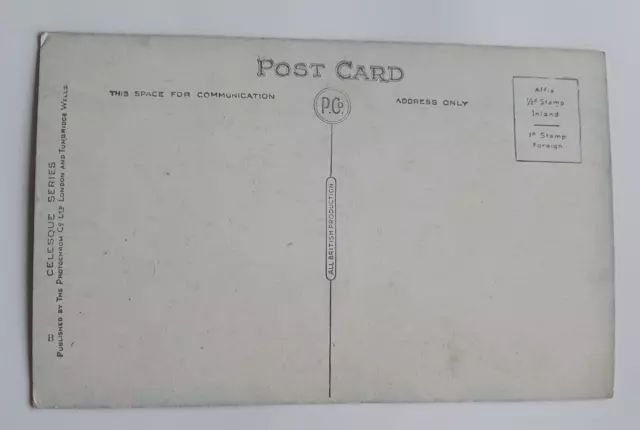 POST CARD
THIS SPACE FOR COMMUNICATION
P.Co.
ADDRESS ONLY
Affix
½d Stamp
Inland
1d Stamp
Foreign
ALL BRITISH PRODUCTION
CELESQUE SERIES
PUBLISHED BY THE PHOTOCHROM Co LTD LONDON AND TUNBRIDGE WELLS